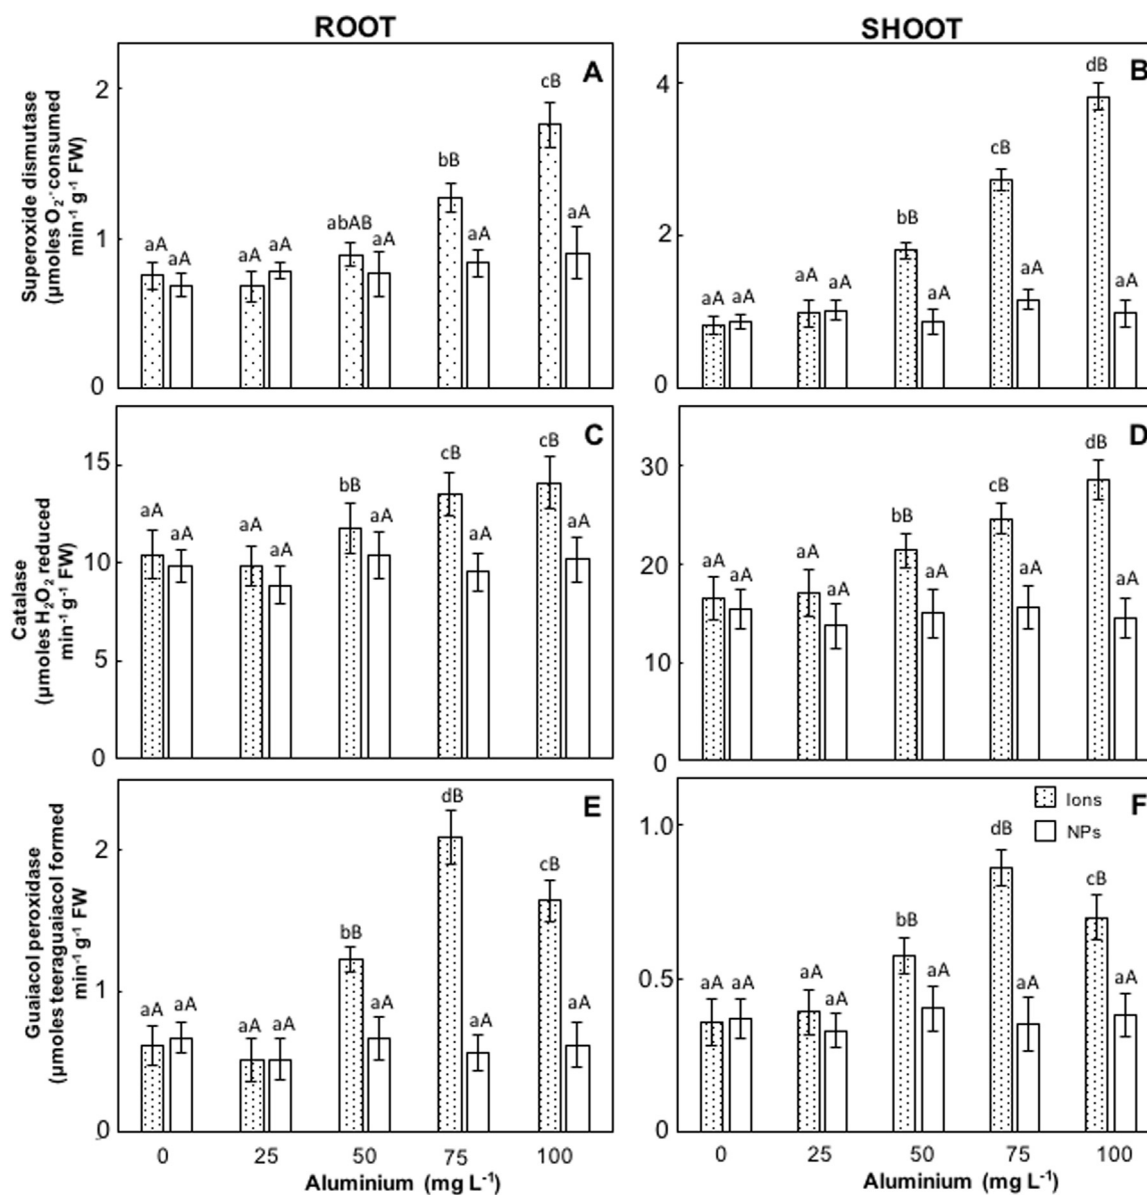 ROOT
SHOOT
Superoxide dismutase
(µmoles O₂·⁻ consumed
min⁻¹ g⁻¹ FW)
2
1
0
A
aA
aA
aA
aA
abAB
aA
bB
aA
cB
aA
4
2
0
B
aA
aA
aA
aA
bB
aA
cB
aA
dB
aA
Catalase
(µmoles H₂O₂ reduced
min⁻¹ g⁻¹ FW)
15
10
5
0
C
aA
aA
aA
aA
bB
aA
cB
aA
cB
aA
30
20
10
0
D
aA
aA
aA
aA
bB
aA
cB
aA
dB
aA
Guaiacol peroxidase
(µmoles teeraguaiacol formed
min⁻¹ g⁻¹ FW
2
1
0
E
aA
aA
aA
aA
bB
aA
dB
aA
cB
aA
1.0
0.5
0
F
Ions
NPs
aA
aA
aA
aA
bB
aA
dB
aA
cB
aA
0 25 50 75 100
Aluminium (mg L⁻¹)
0 25 50 75 100
Aluminium (mg L⁻¹)